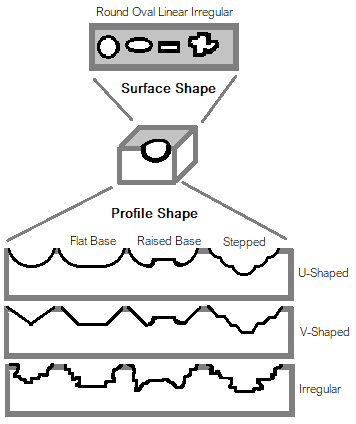 Round Oval Linear Irregular
Surface Shape
Profile Shape
Flat Base Raised Base Stepped
U-Shaped
V-Shaped
Irregular